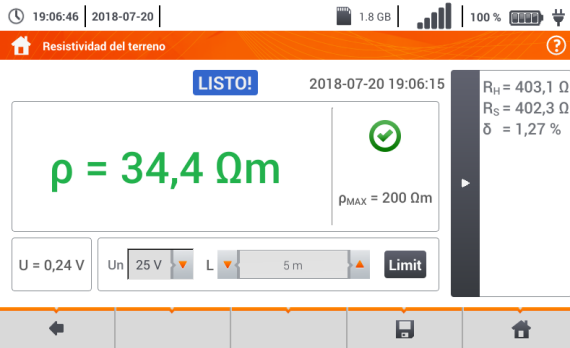 19:06:46 2018-07-20 1.8 GB 100 %
Resistividad del terreno ?
LISTO! 2018-07-20 19:06:15
ρ = 34,4 Ωm
ρMAX = 200 Ωm
RH = 403,1 Ω
RS = 402,3 Ω
δ = 1,27 %
U = 0,24 V Un 25 V L 5 m Limit